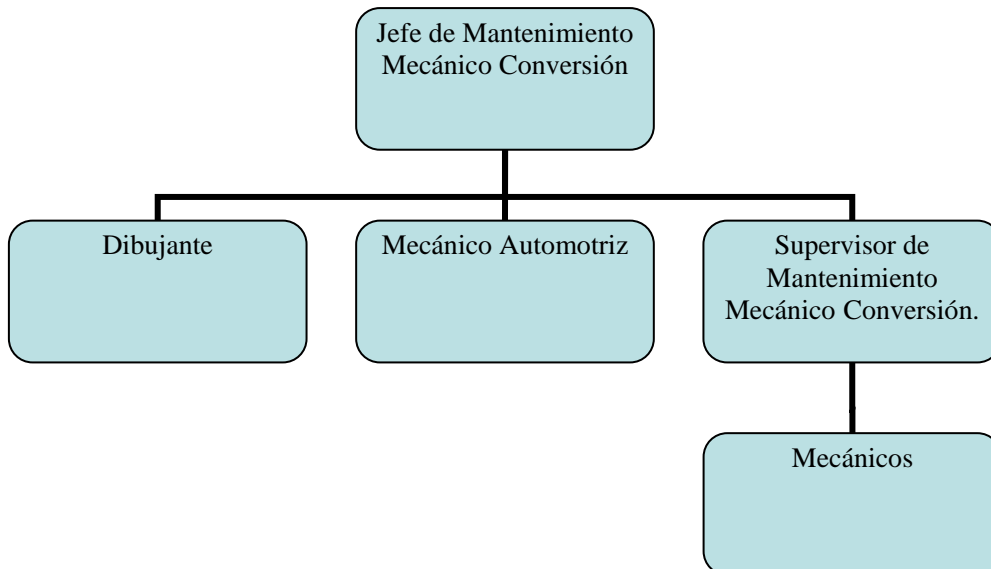 Jefe de Mantenimiento
Mecánico Conversión
Dibujante
Mecánico Automotriz
Supervisor de
Mantenimiento
Mecánico Conversión.
Mecánicos